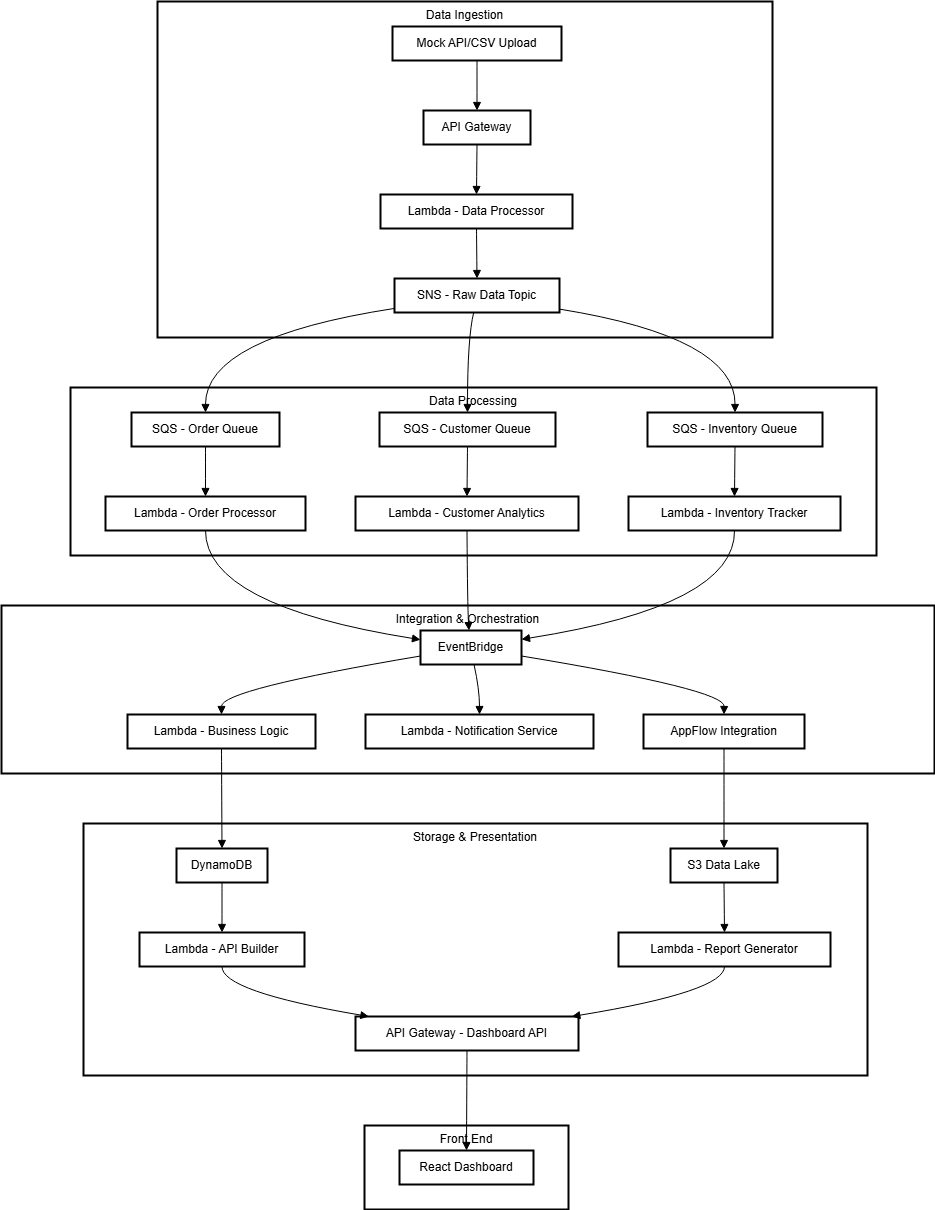 Data Ingestion
Mock API/CSV Upload
API Gateway
Lambda - Data Processor
SNS - Raw Data Topic
Data Processing
SQS - Order Queue
SQS - Customer Queue
SQS - Inventory Queue
Lambda - Order Processor
Lambda - Customer Analytics
Lambda - Inventory Tracker
Integration & Orchestration
EventBridge
Lambda - Business Logic
Lambda - Notification Service
AppFlow Integration
Storage & Presentation
DynamoDB
S3 Data Lake
Lambda - API Builder
Lambda - Report Generator
API Gateway - Dashboard API
Front End
React Dashboard